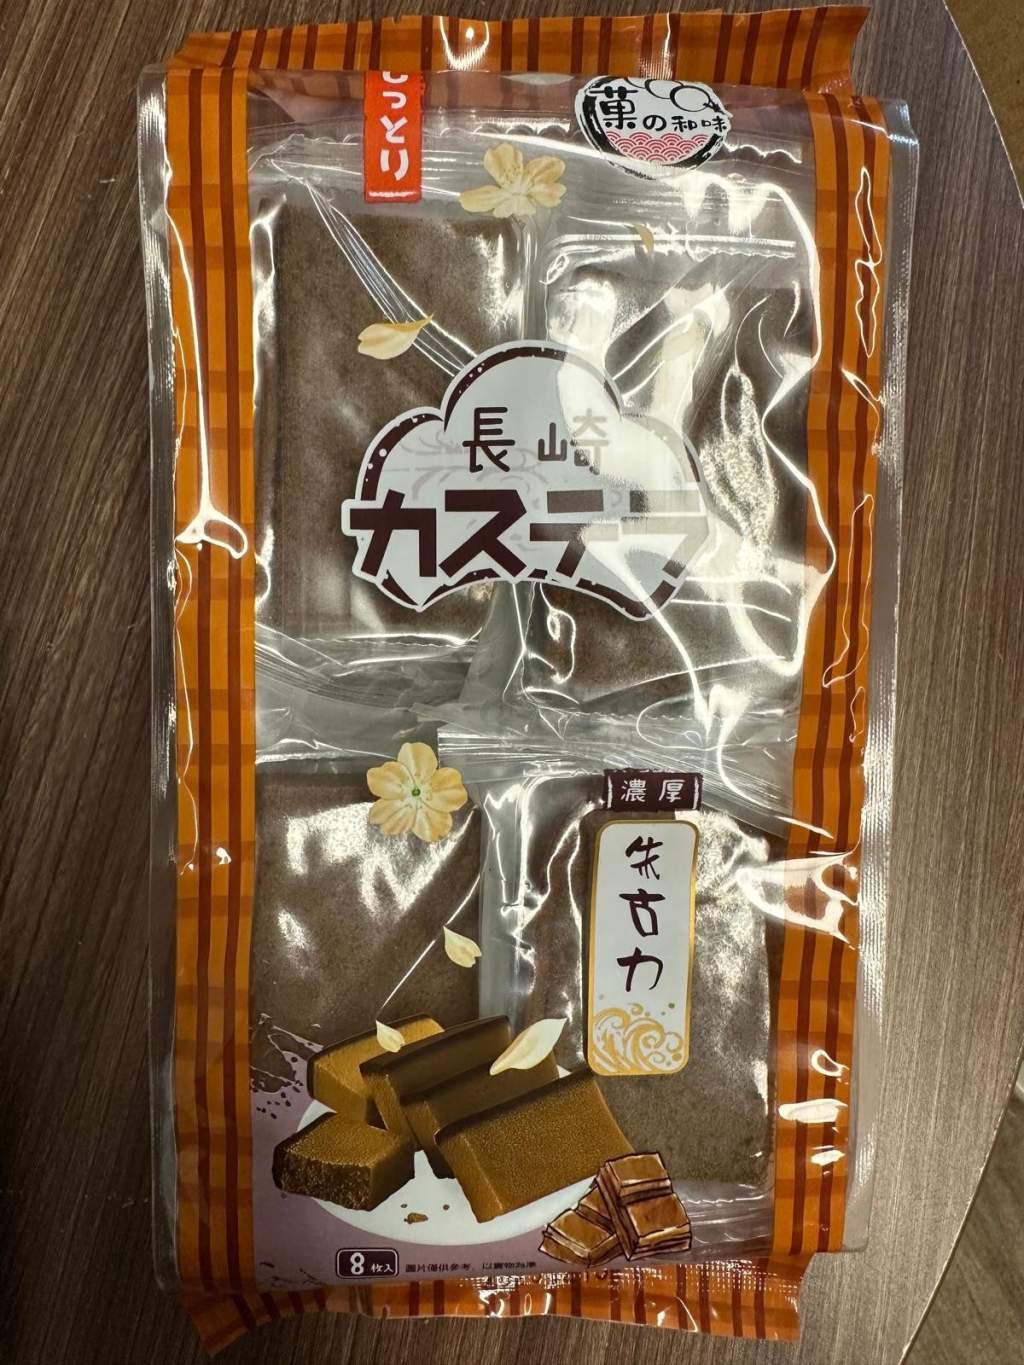 しっとり
菓の和味
長崎
カステラ
濃厚
朱古力
8枚入
圖片僅供參考，以實物為準